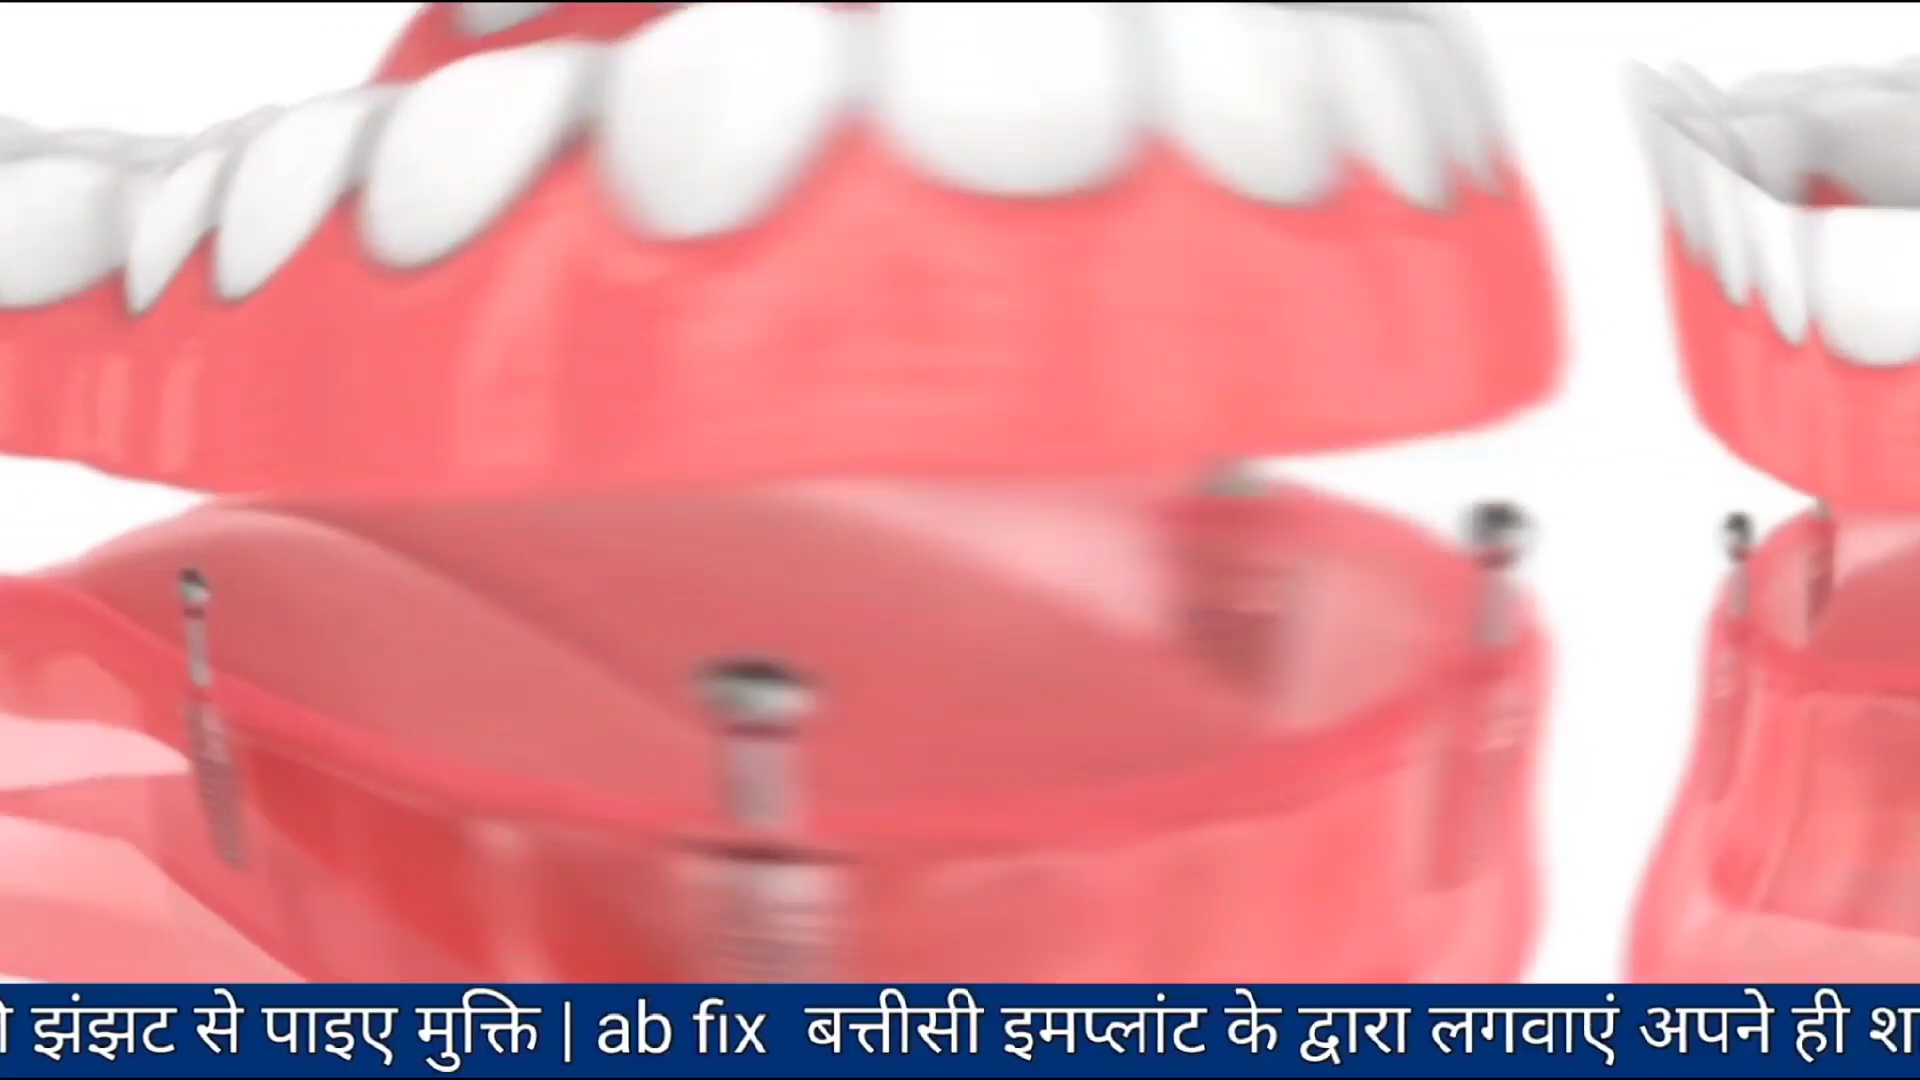 झंझट से पाइए मुक्ति | ab fix बत्तीसी इमप्लांट के द्वारा लगवाएं अपने ही